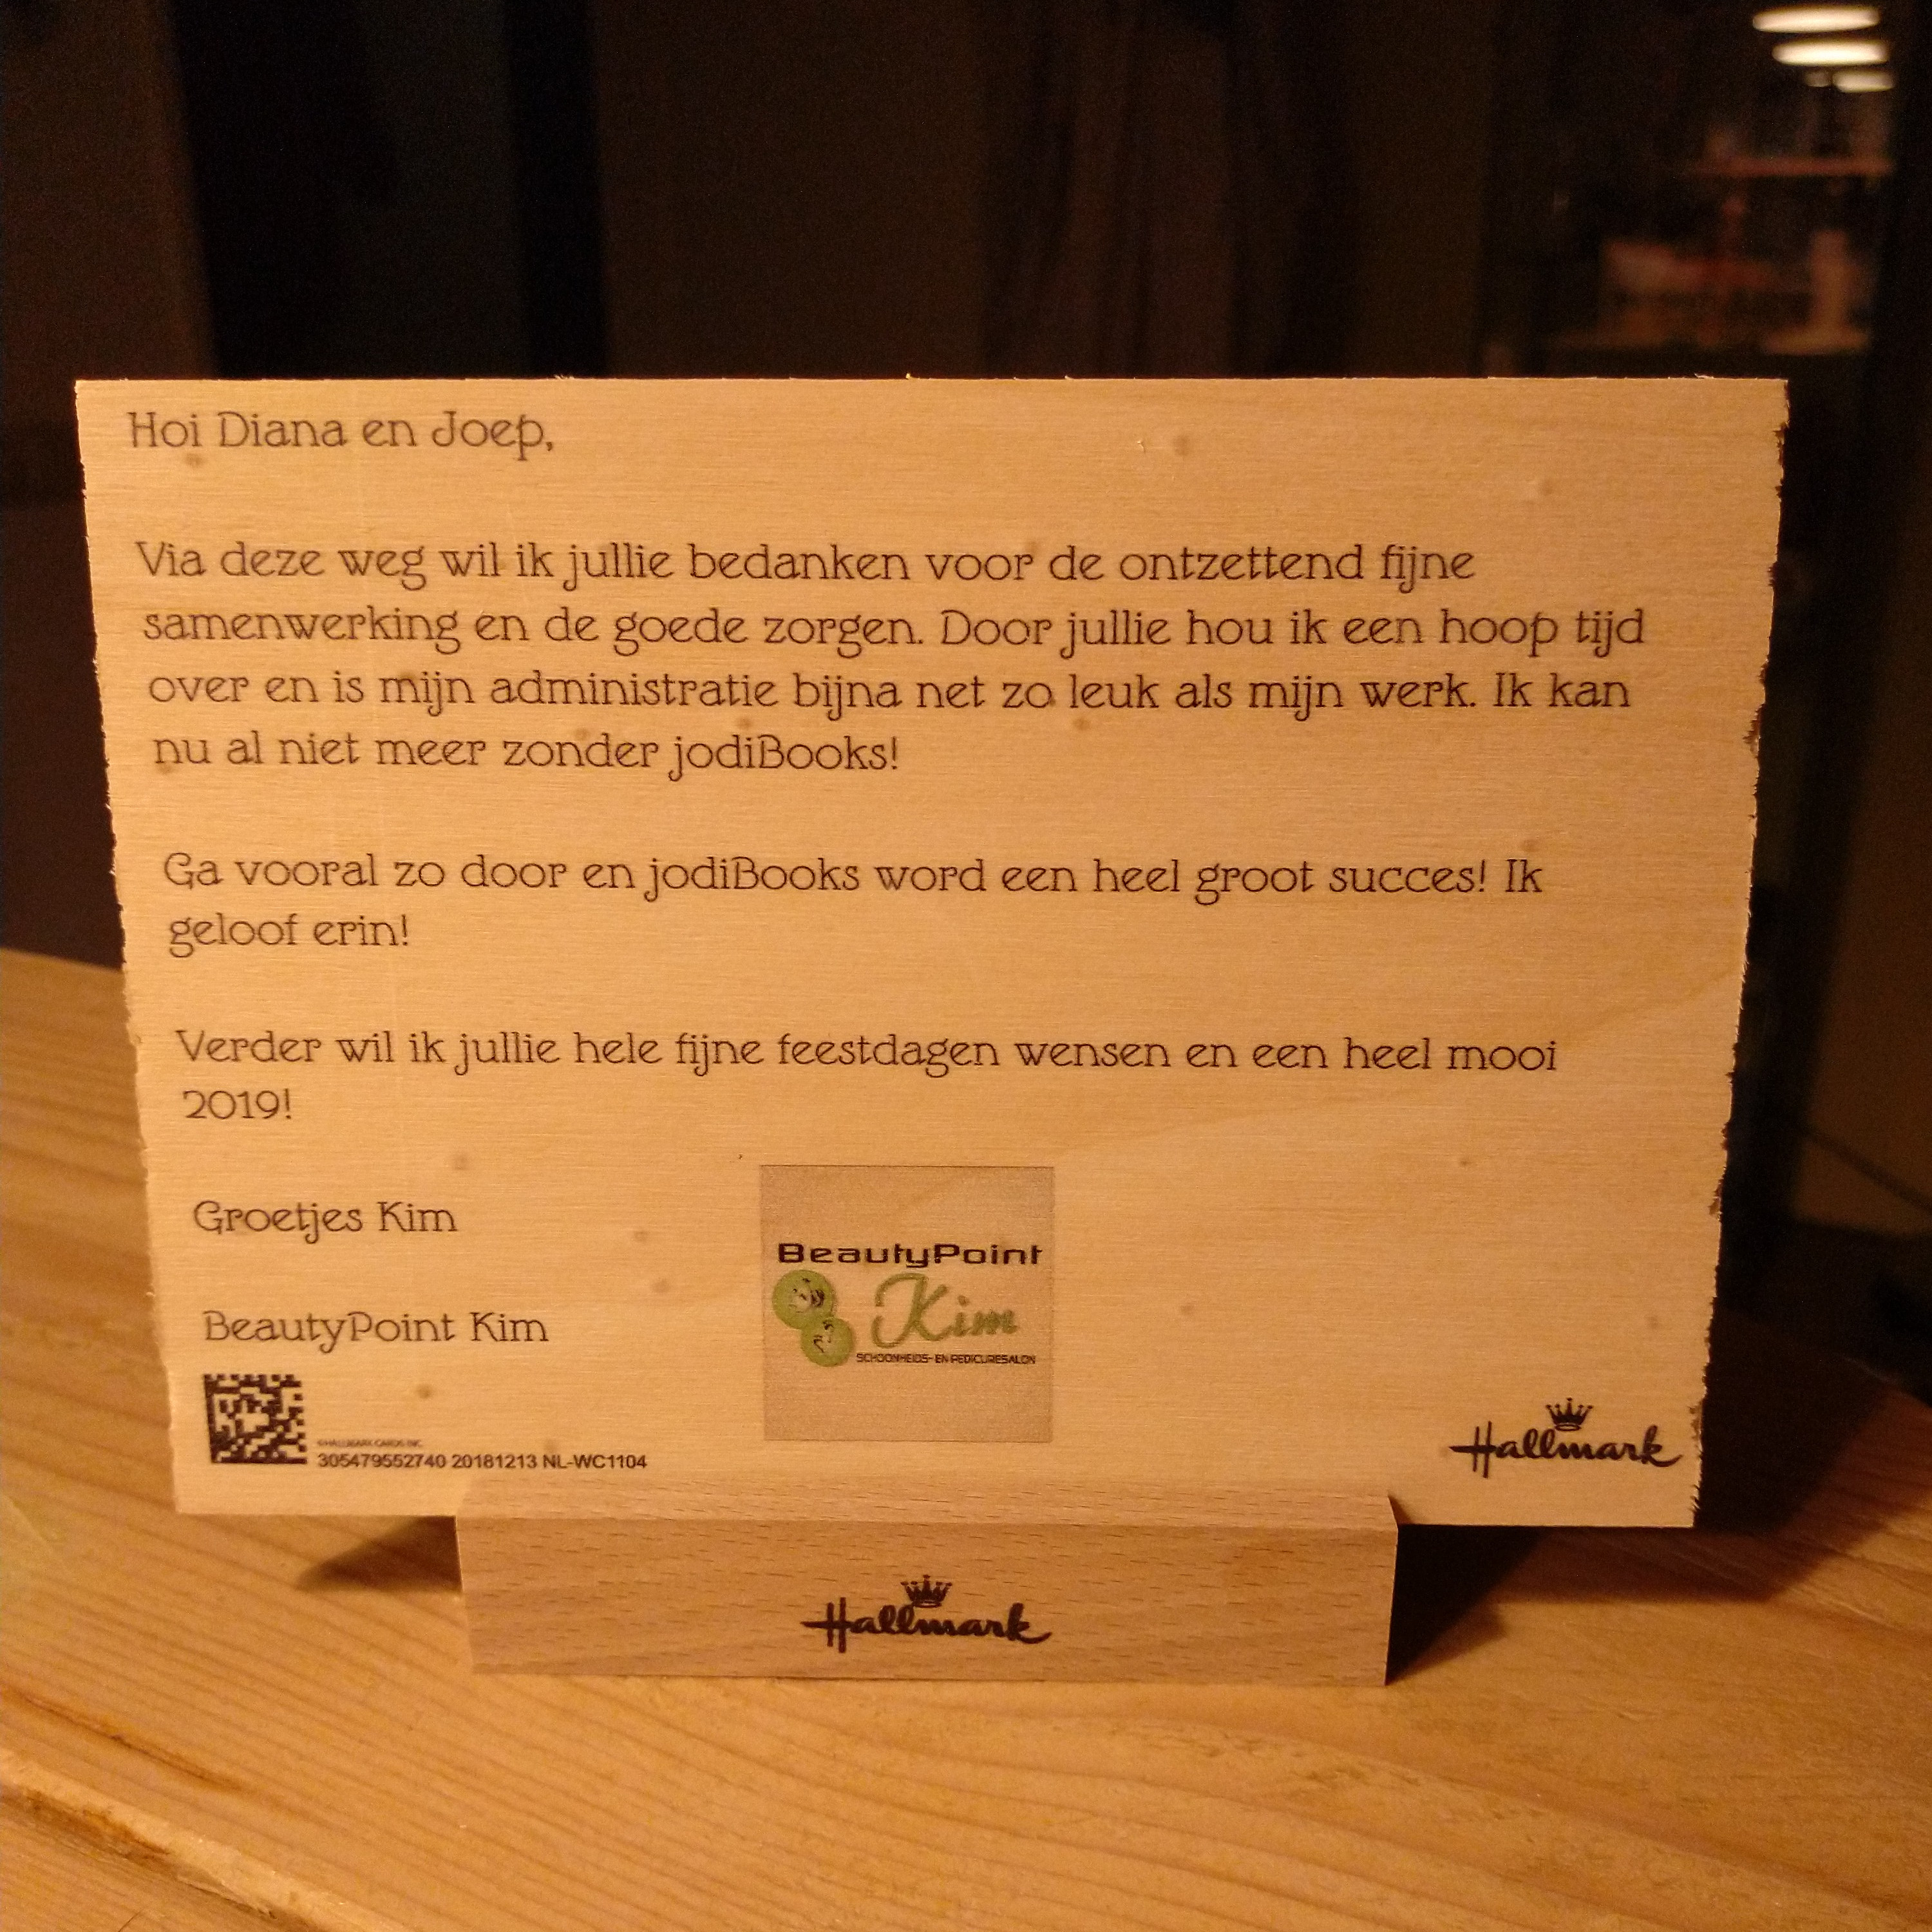 Hoi Diana en Joep,
Via deze weg wil ik jullie bedanken voor de ontzettend fijne
samenwerking en de goede zorgen. Door jullie hou ik een hoop tijd
over en is mijn administratie bijna net zo leuk als mijn werk. Ik kan
nu al niet meer zonder jodiBooks!
Ga vooral zo door en jodiBooks word een heel groot succes! Ik
geloof erin!
Verder wil ik jullie hele fijne feestdagen wensen en een heel mooi
2019!
Groetjes Kim
BeautyPoint Kim
BeautyPoint
Kim
SCHOONHEIDS- EN PEDICURESALON
©HALLMARK CARDS INC.
305479552740 20181213 NL-WC1104
Hallmark
Hallmark